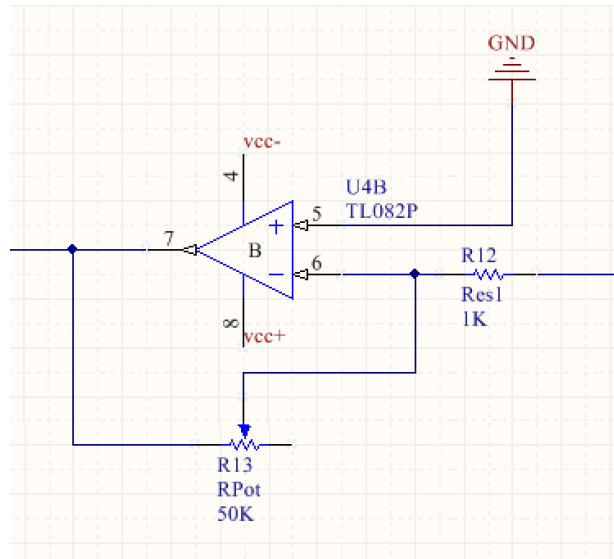 GND
vcc-
4
U4B
TL082P
5
+
7
B
6
−
R12
Res1
1K
8
vcc+
R13
RPot
50K